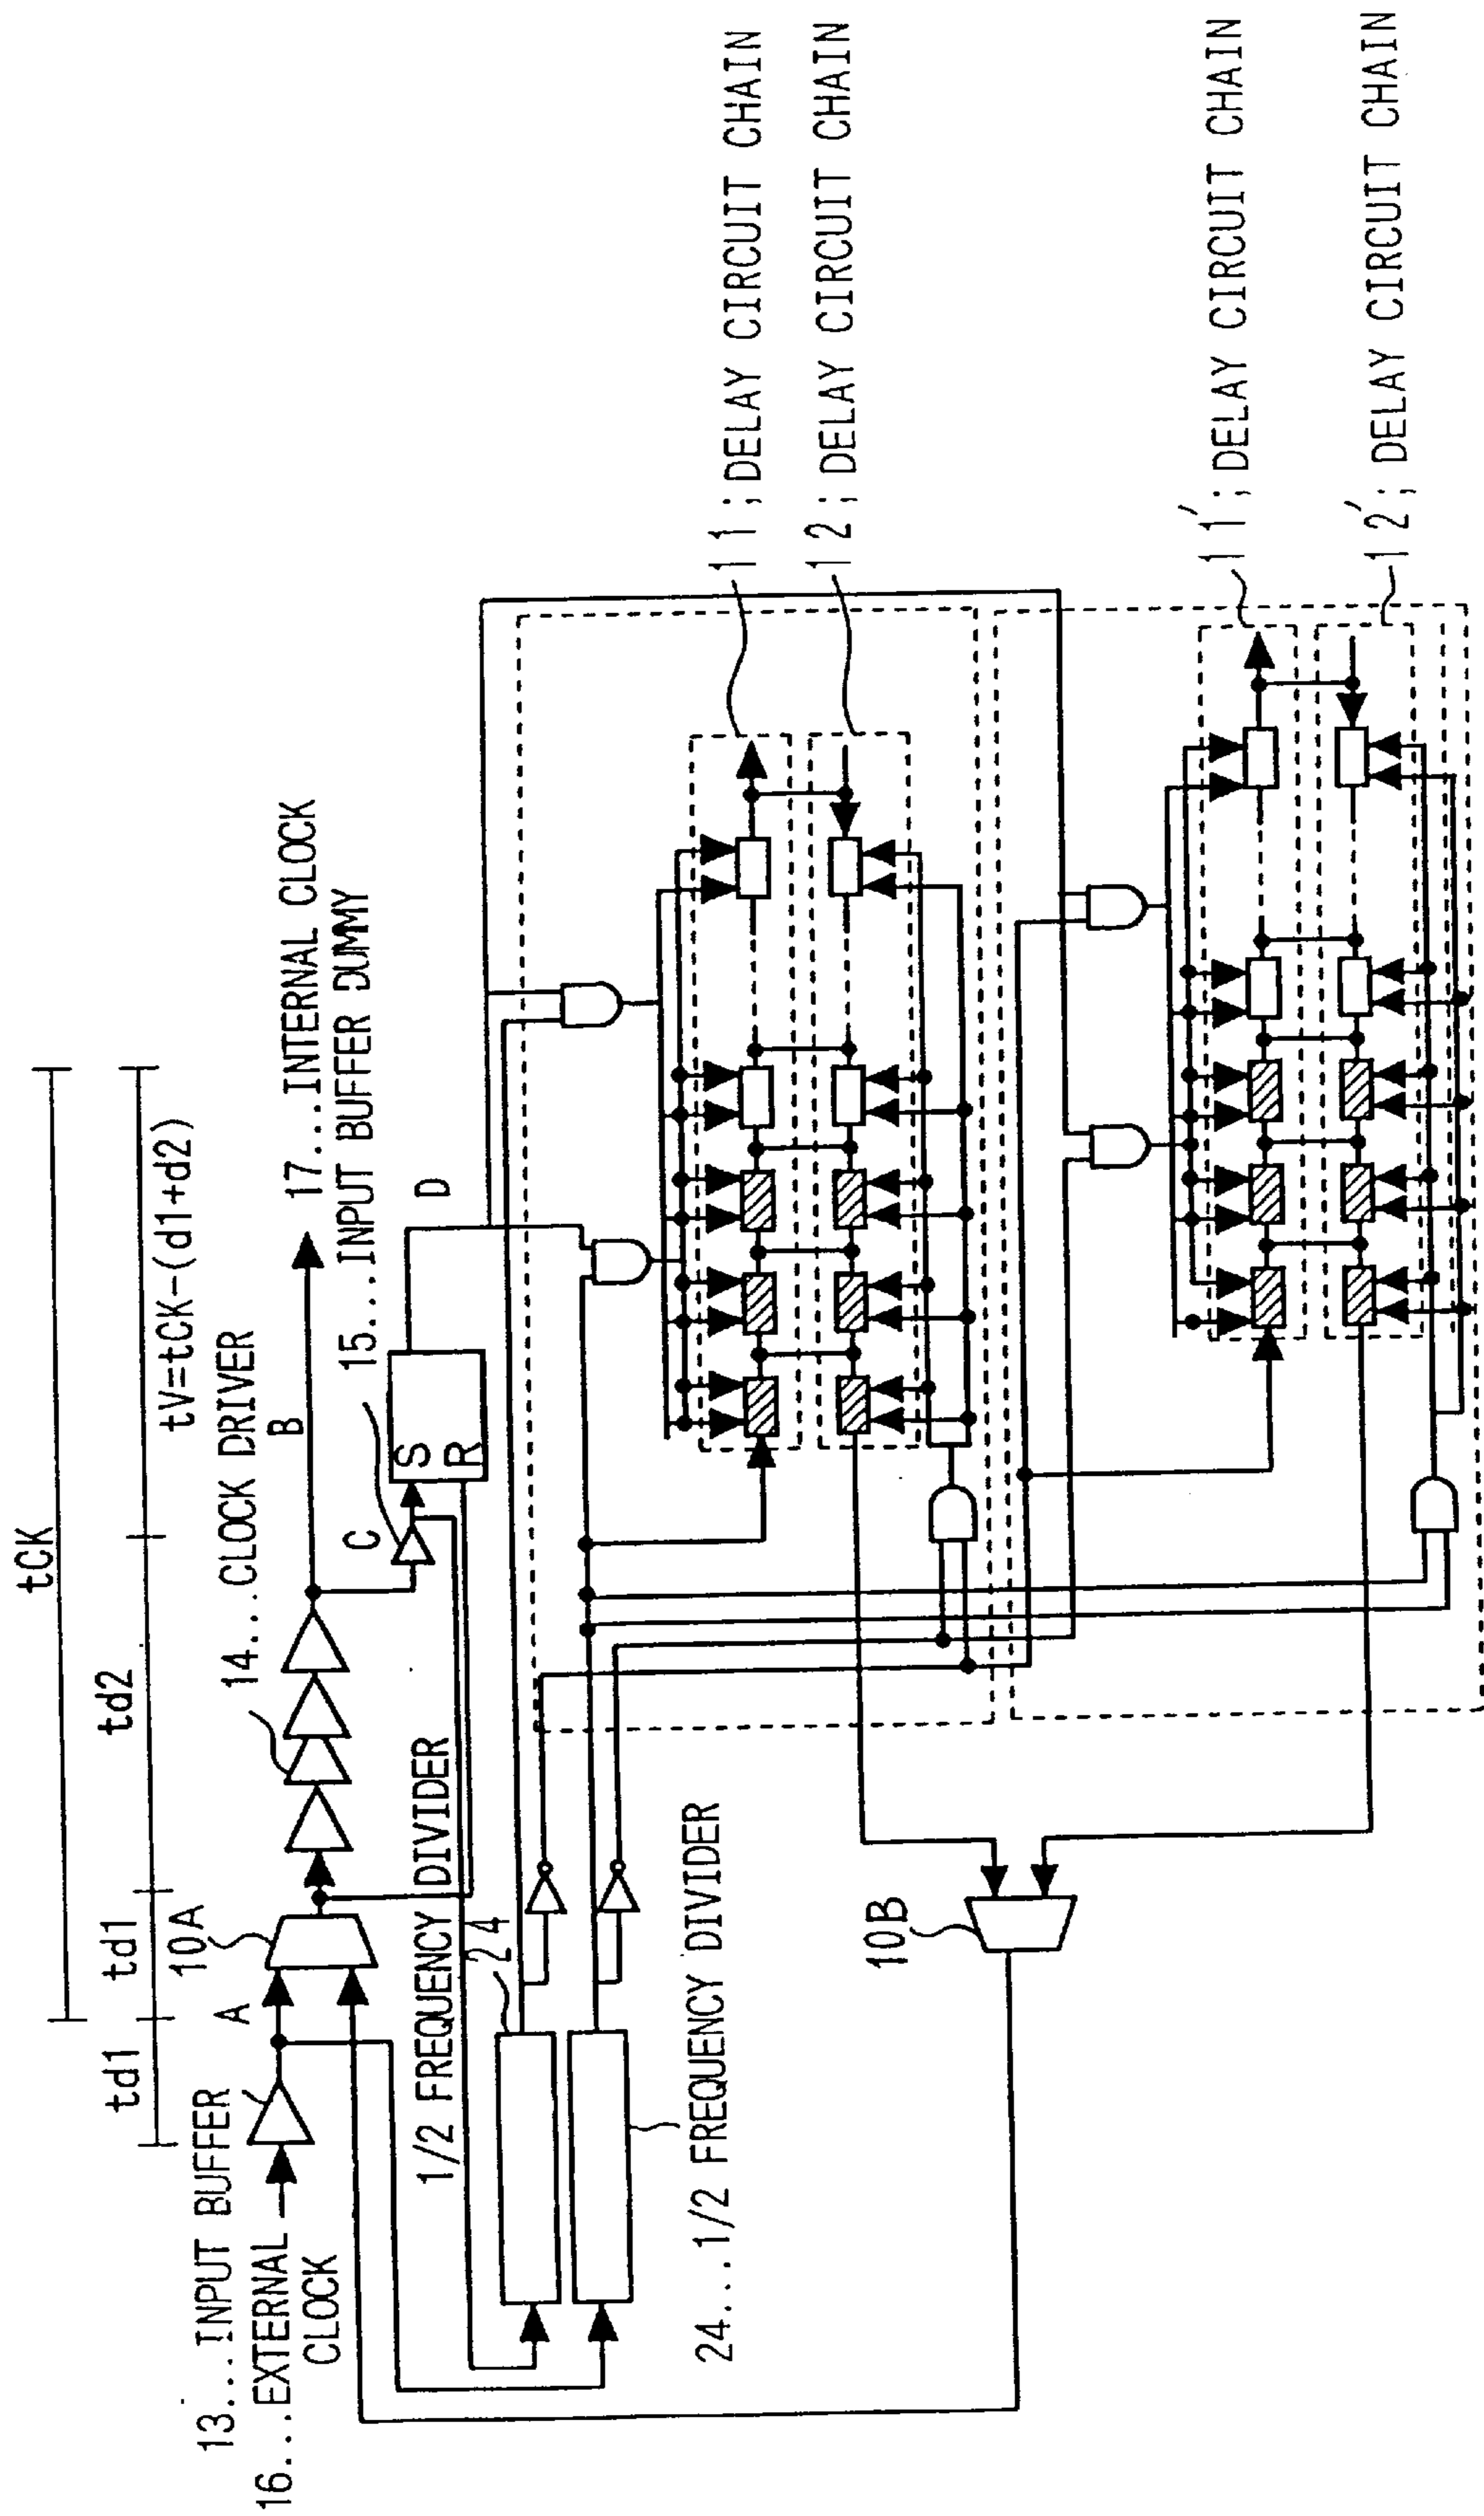 tCK
td1
td1
td2
tV=tCK-(d1+d2)
13...INPUT BUFFER
16...EXTERNAL
CLOCK
A
10A
14...CLOCK DRIVER
B
17...INTERNAL CLOCK
15...INPUT BUFFER DUMMY
C
S
R
D
1/2 FREQUENCY DIVIDER
24
24...1/2 FREQUENCY DIVIDER
10B
11;DELAY CIRCUIT CHAIN
12;DELAY CIRCUIT CHAIN
11';DELAY CIRCUIT CHAIN
12';DELAY CIRCUIT CHAIN